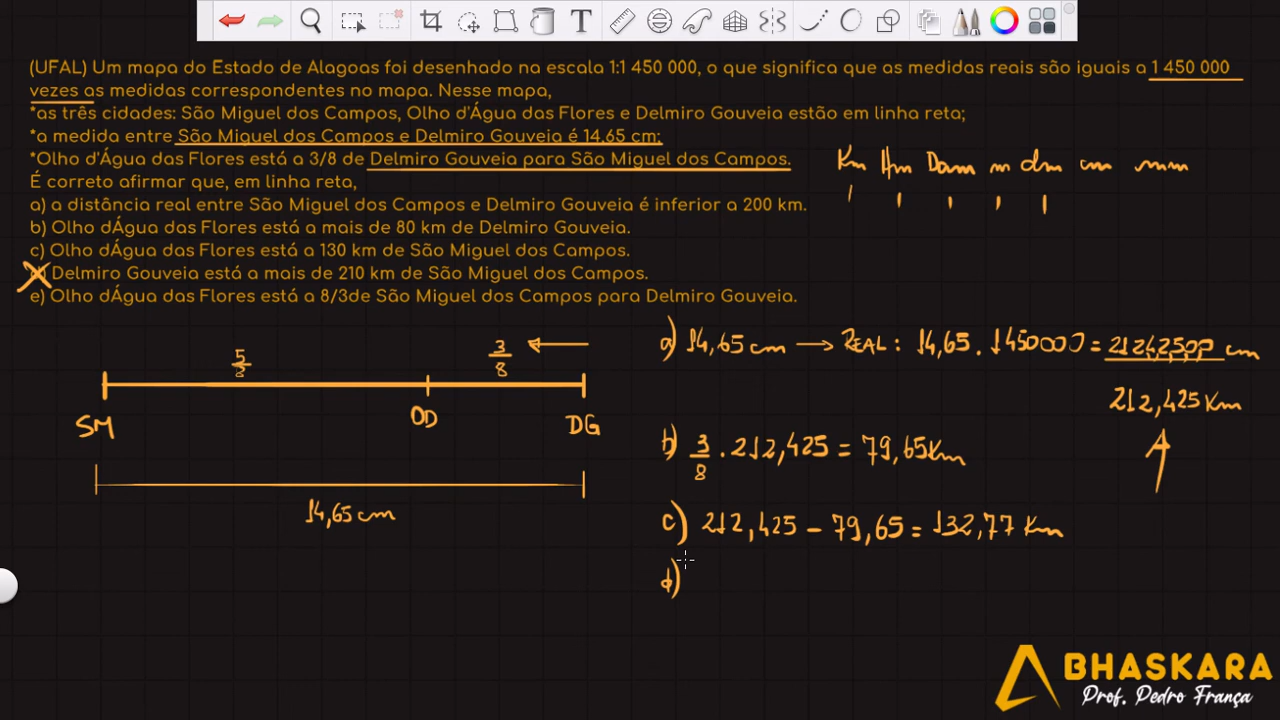 (UFAL) Um mapa do Estado de Alagoas foi desenhado na escala 1:1 450 000, o que significa que as medidas reais são iguais a 1 450 000
vezes as medidas correspondentes no mapa. Nesse mapa,
*as três cidades: São Miguel dos Campos, Olho d'Água das Flores e Delmiro Gouveia estão em linha reta;
*a medida entre São Miguel dos Campos e Delmiro Gouveia é 14,65 cm;
*Olho d'Água das Flores está a 3/8 de Delmiro Gouveia para São Miguel dos Campos.
É correto afirmar que, em linha reta,
a) a distância real entre São Miguel dos Campos e Delmiro Gouveia é inferior a 200 km.
b) Olho dÁgua das Flores está a mais de 80 km de Delmiro Gouveia.
c) Olho dÁgua das Flores está a 130 km de São Miguel dos Campos.
d) Delmiro Gouveia está a mais de 210 km de São Miguel dos Campos.
e) Olho dÁgua das Flores está a 8/3de São Miguel dos Campos para Delmiro Gouveia.
Km Hm Dam m dm cm mm
5/8
3/8
SM OD DG
14,65 cm
a) 14,65 cm → REAL: 14,65 . 1450000 = 21242500 cm
212,425 Km
b) 3/8 . 212,425 = 79,65 Km
c) 212,425 - 79,65 = 132,77 Km
d)
BHASKARA
Prof. Pedro França